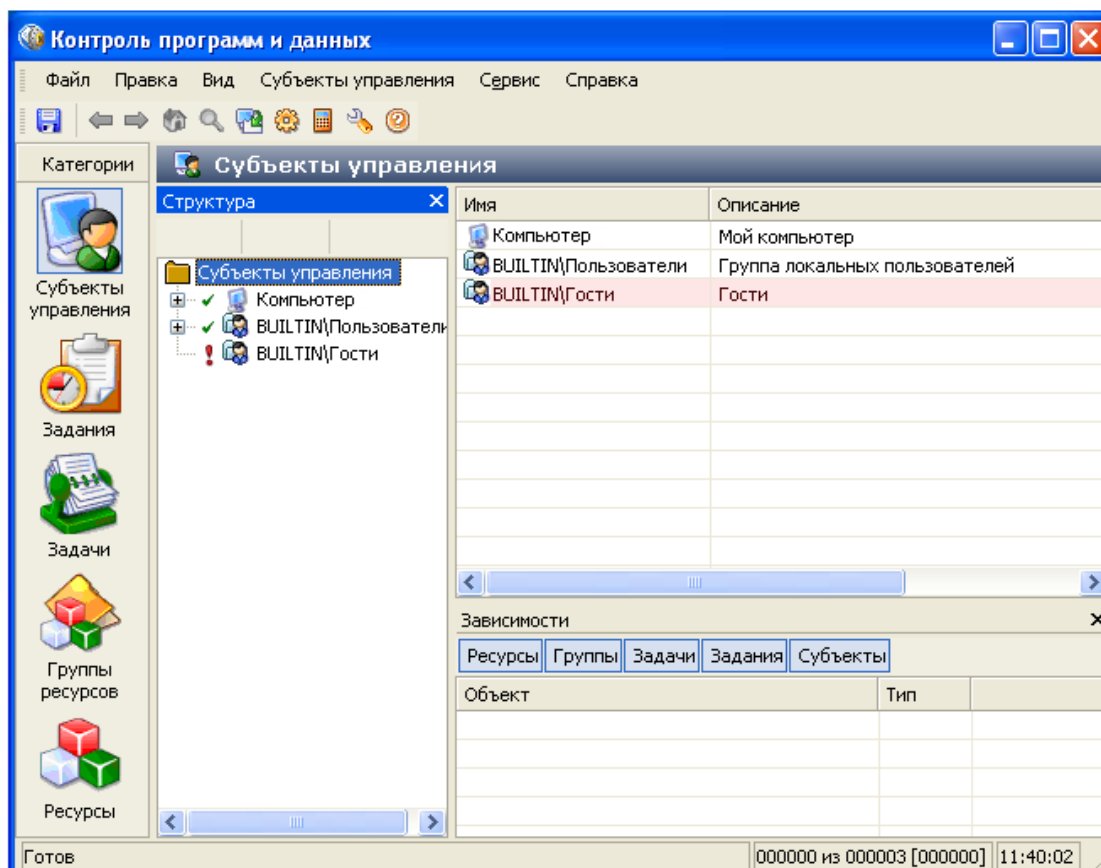 Контроль программ и данных
Файл Правка Вид Субъекты управления Сервис Справка
Категории
Субъекты управления
Структура
Имя Описание
Субъекты управления
Компьютер
BUILTIN\Пользователи
BUILTIN\Гости
Компьютер Мой компьютер
BUILTIN\Пользователи Группа локальных пользователей
BUILTIN\Гости Гости
Субъекты
управления
Задания
Задачи
Группы
ресурсов
Ресурсы
Зависимости
Ресурсы Группы Задачи Задания Субъекты
Объект Тип
Готов
000000 из 000003 [000000] 11:40:02